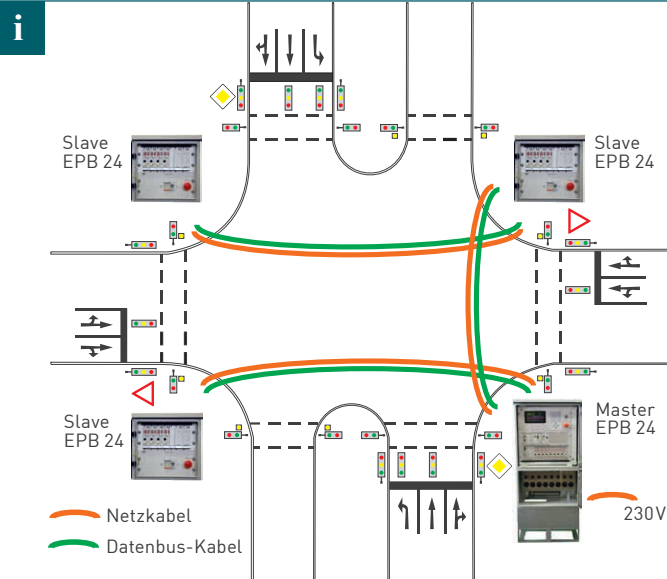 i
Slave
EPB 24
Slave
EPB 24
Slave
EPB 24
Master
EPB 24
Netzkabel
230V
Datenbus-Kabel